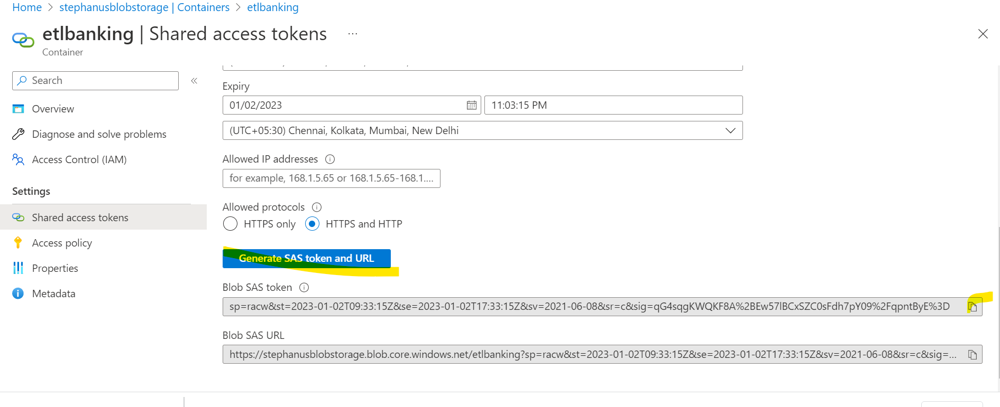 Home > stephanusblobstorage | Containers > etlbanking
etlbanking | Shared access tokens ...
Container
Search «
Overview
Diagnose and solve problems
Access Control (IAM)
Settings
Shared access tokens
Access policy
Properties
Metadata
Expiry
01/02/2023 11:03:15 PM
(UTC+05:30) Chennai, Kolkata, Mumbai, New Delhi
Allowed IP addresses
for example, 168.1.5.65 or 168.1.5.65-168.1....
Allowed protocols
HTTPS only HTTPS and HTTP
Generate SAS token and URL
Blob SAS token
sp=racw&st=2023-01-02T09:33:15Z&se=2023-01-02T17:33:15Z&sv=2021-06-08&sr=c&sig=qG4sqgKWQKF8A%2BEw57lBCxSZC0sFdh7pY09%2FqpntByE%3D
Blob SAS URL
https://stephanusblobstorage.blob.core.windows.net/etlbanking?sp=racw&st=2023-01-02T09:33:15Z&se=2023-01-02T17:33:15Z&sv=2021-06-08&sr=c&sig=...